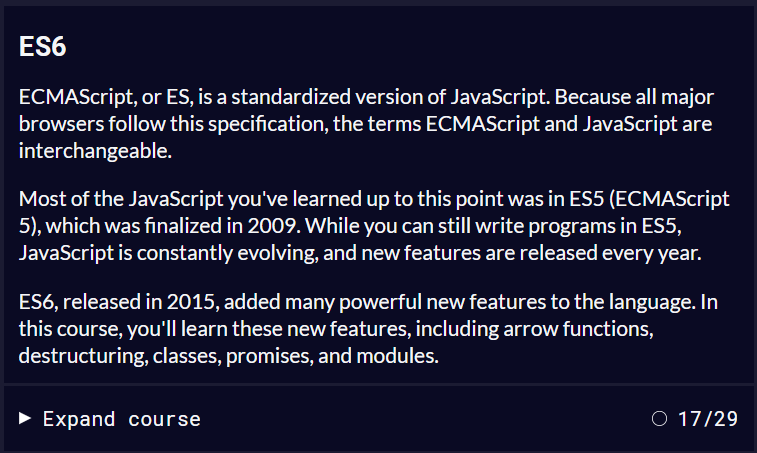 ES6
ECMAScript, or ES, is a standardized version of JavaScript. Because all major
browsers follow this specification, the terms ECMAScript and JavaScript are
interchangeable.
Most of the JavaScript you've learned up to this point was in ES5 (ECMAScript
5), which was finalized in 2009. While you can still write programs in ES5,
JavaScript is constantly evolving, and new features are released every year.
ES6, released in 2015, added many powerful new features to the language. In
this course, you'll learn these new features, including arrow functions,
destructuring, classes, promises, and modules.
Expand course 17/29